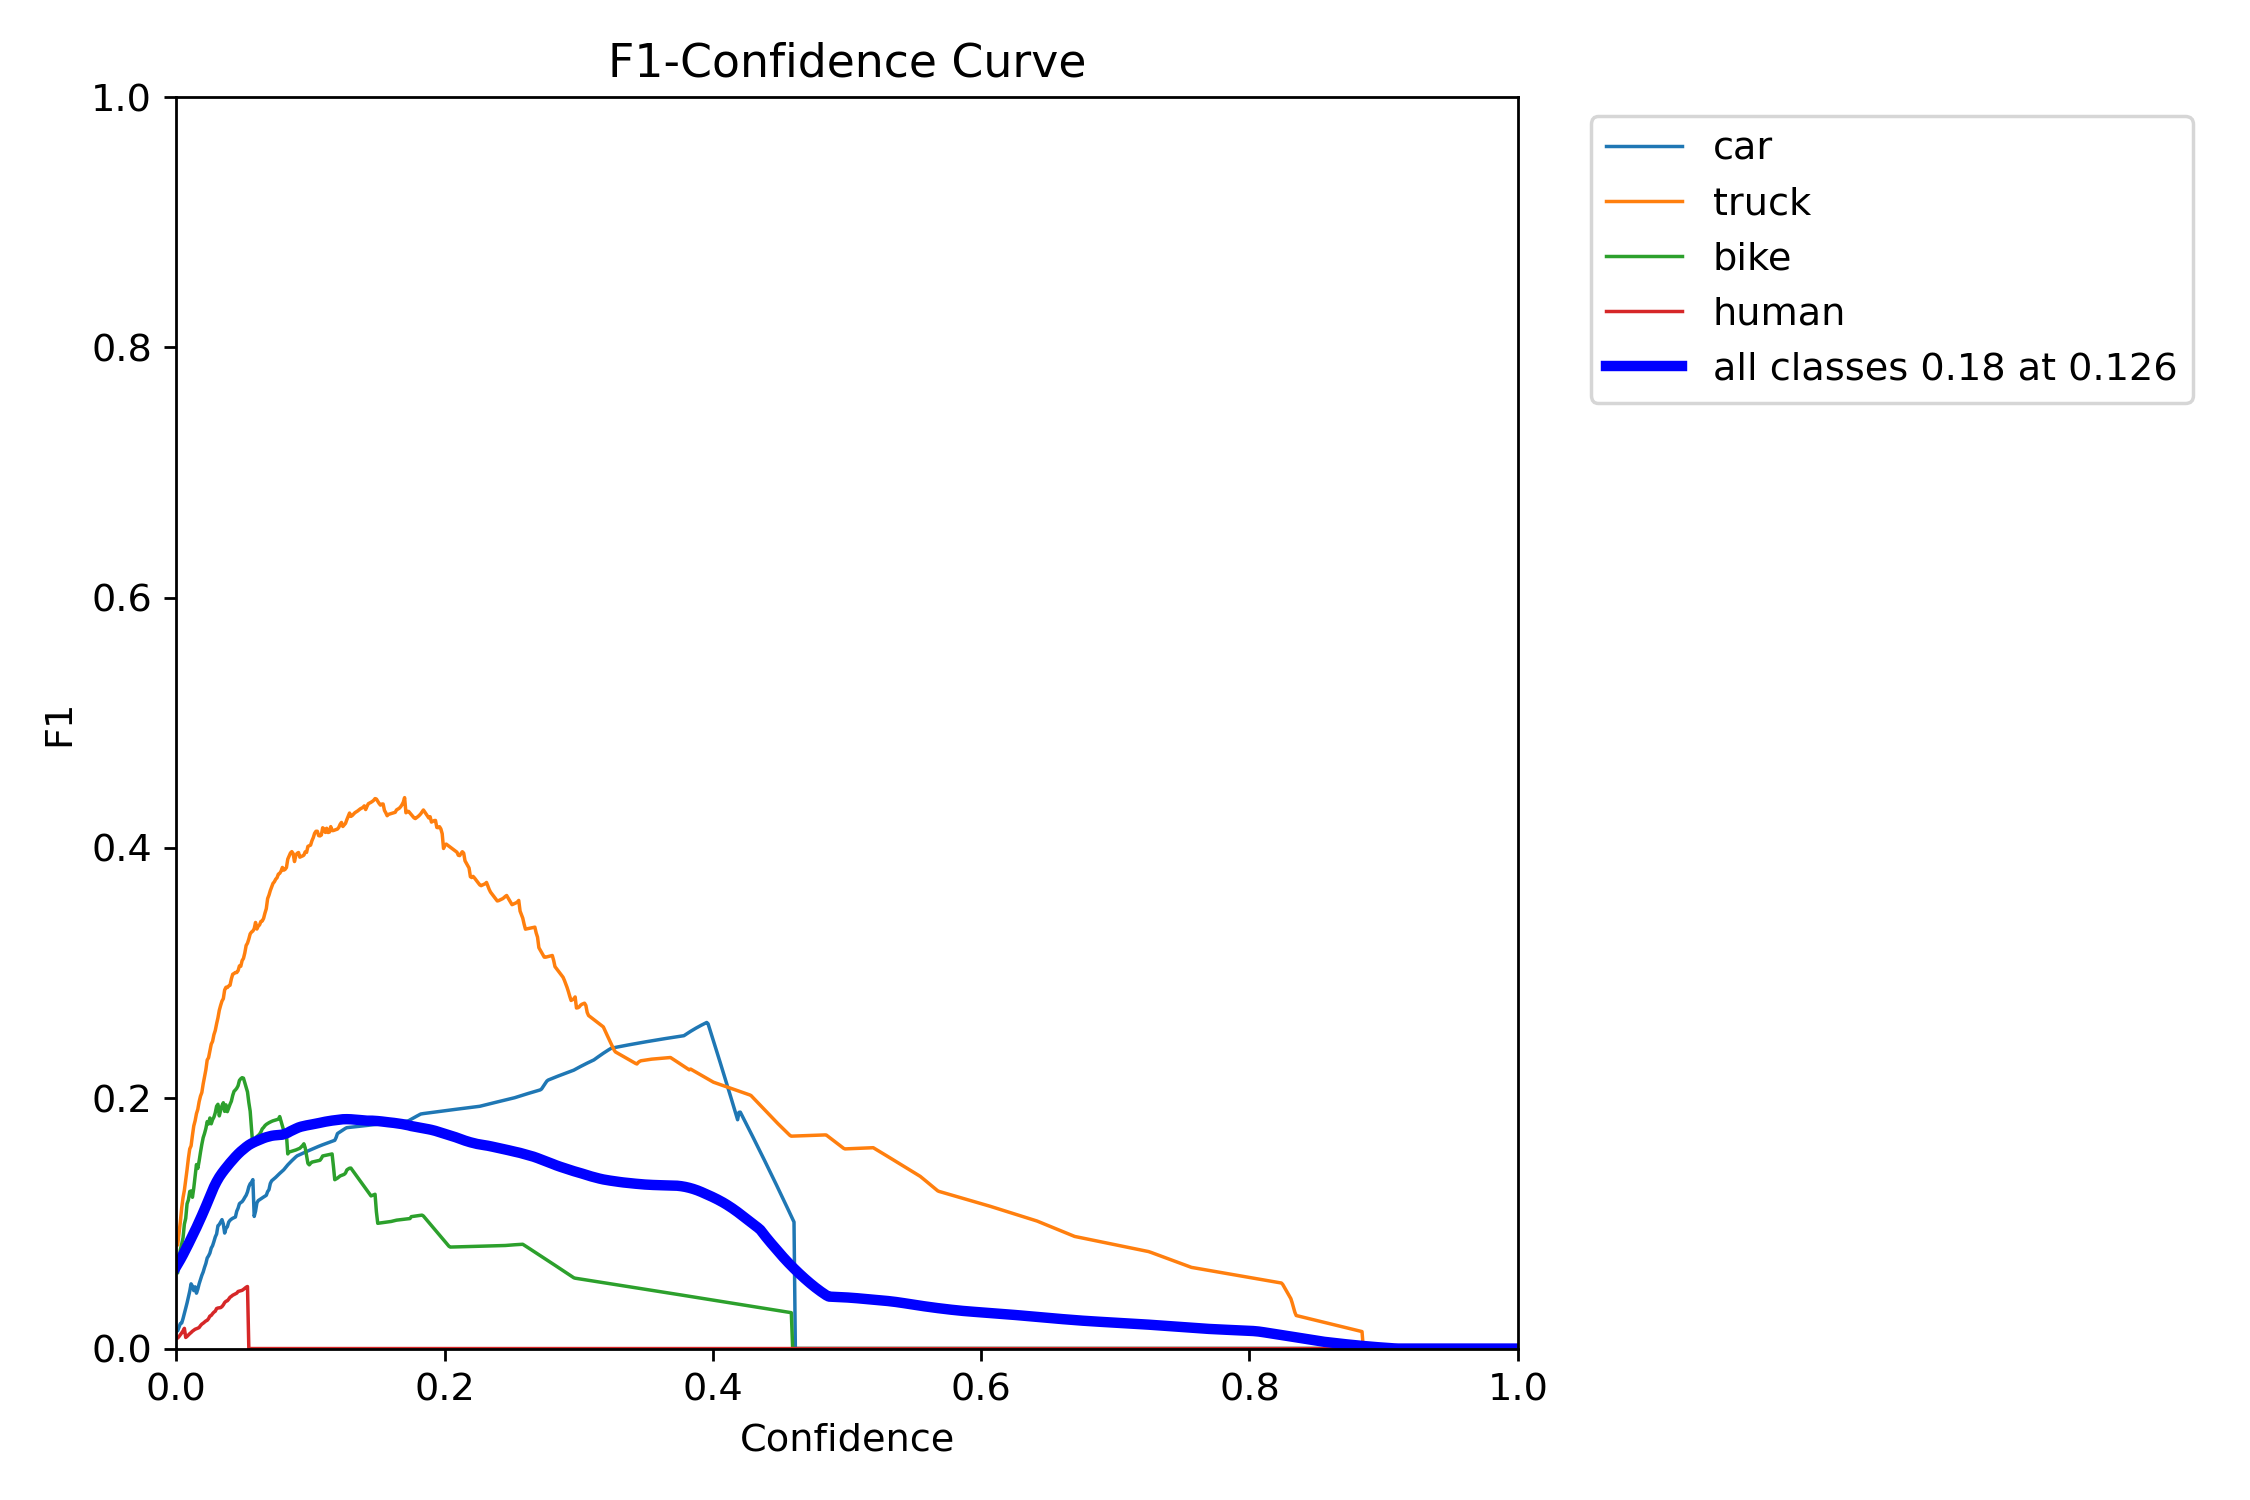 F1-Confidence Curve
1.0
0.8
0.6
0.4
0.2
0.0
F1
0.0 0.2 0.4 0.6 0.8 1.0
Confidence
car
truck
bike
human
all classes 0.18 at 0.126